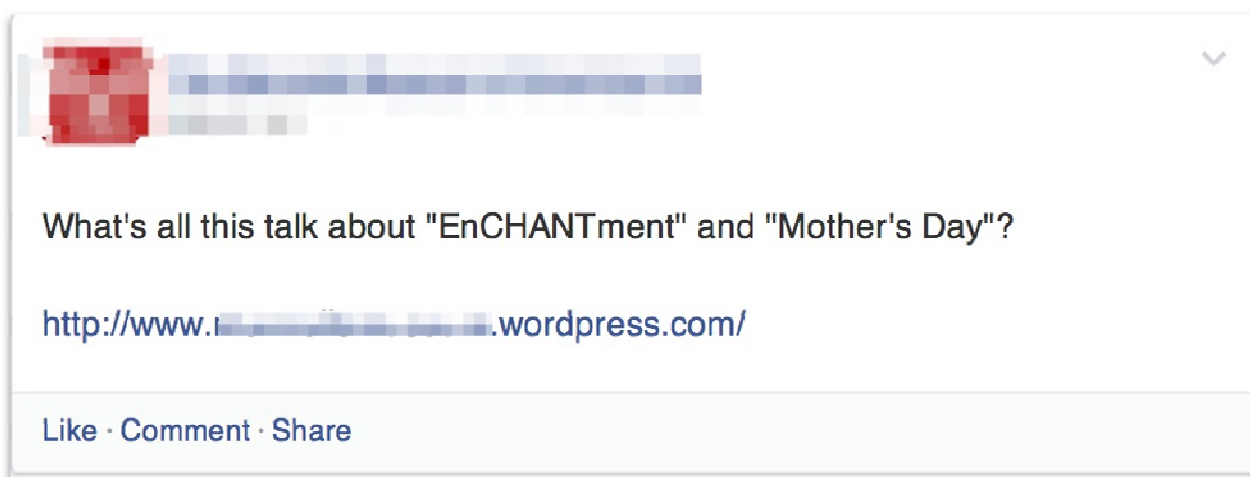 What's all this talk about "EnCHANTment" and "Mother's Day"?
http://www. .wordpress.com/
Like · Comment · Share